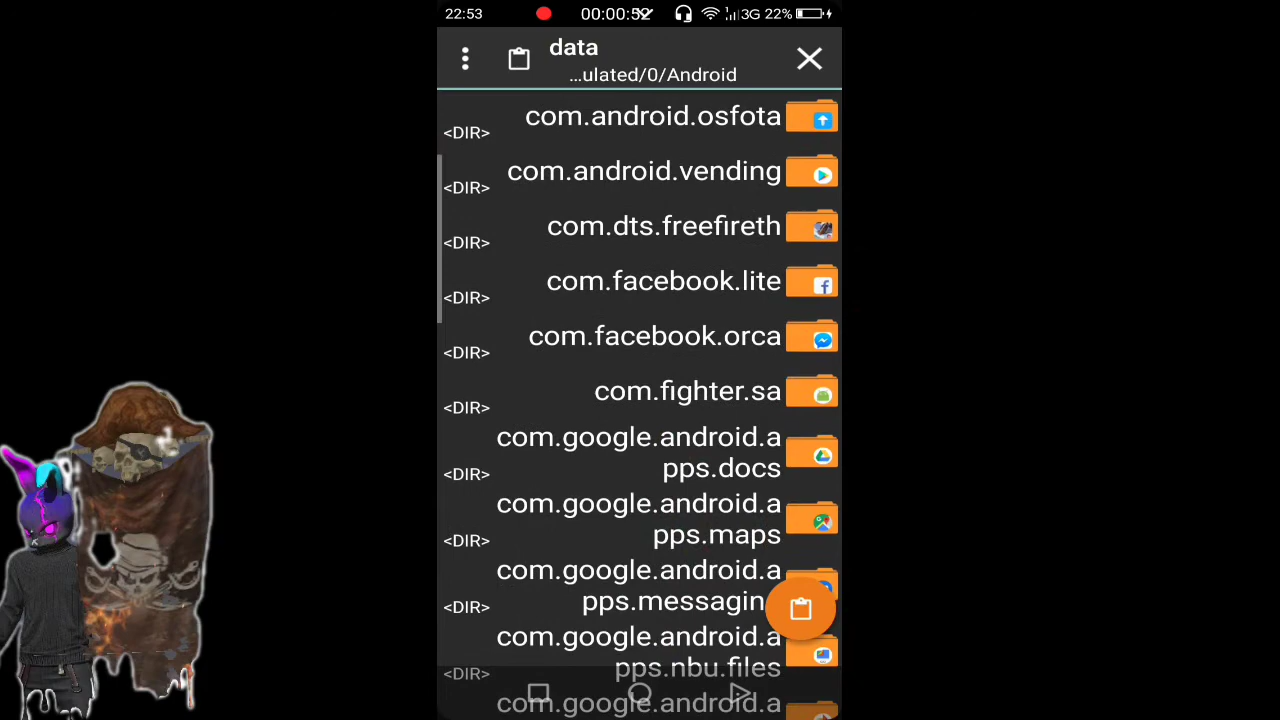 22:53 00:00:52 3G 22%
data
...ulated/0/Android
com.android.osfota
<DIR>
com.android.vending
<DIR>
com.dts.freefireth
<DIR>
com.facebook.lite
<DIR>
com.facebook.orca
<DIR>
com.fighter.sa
<DIR>
com.google.android.a
pps.docs
<DIR>
com.google.android.a
pps.maps
<DIR>
com.google.android.a
pps.messagin
<DIR>
com.google.android.a
pps.nbu.files
<DIR>
com.google.android.a